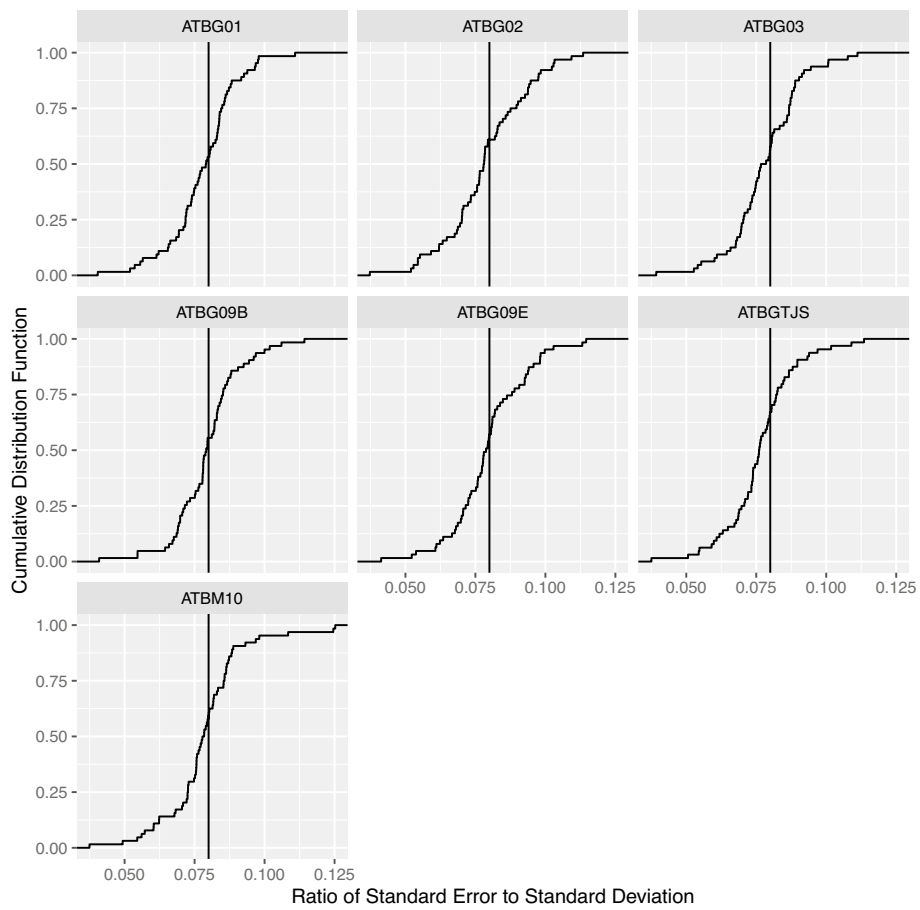 ATBG01 ATBG02 ATBG03
1.00
0.75
0.50
0.25
0.00
ATBG09B ATBG09E ATBGTJS
1.00
0.75
0.50
0.25
0.00
0.050 0.075 0.100 0.125 0.050 0.075 0.100 0.125
ATBM10
1.00
0.75
0.50
0.25
0.00
0.050 0.075 0.100 0.125
Cumulative Distribution Function
Ratio of Standard Error to Standard Deviation